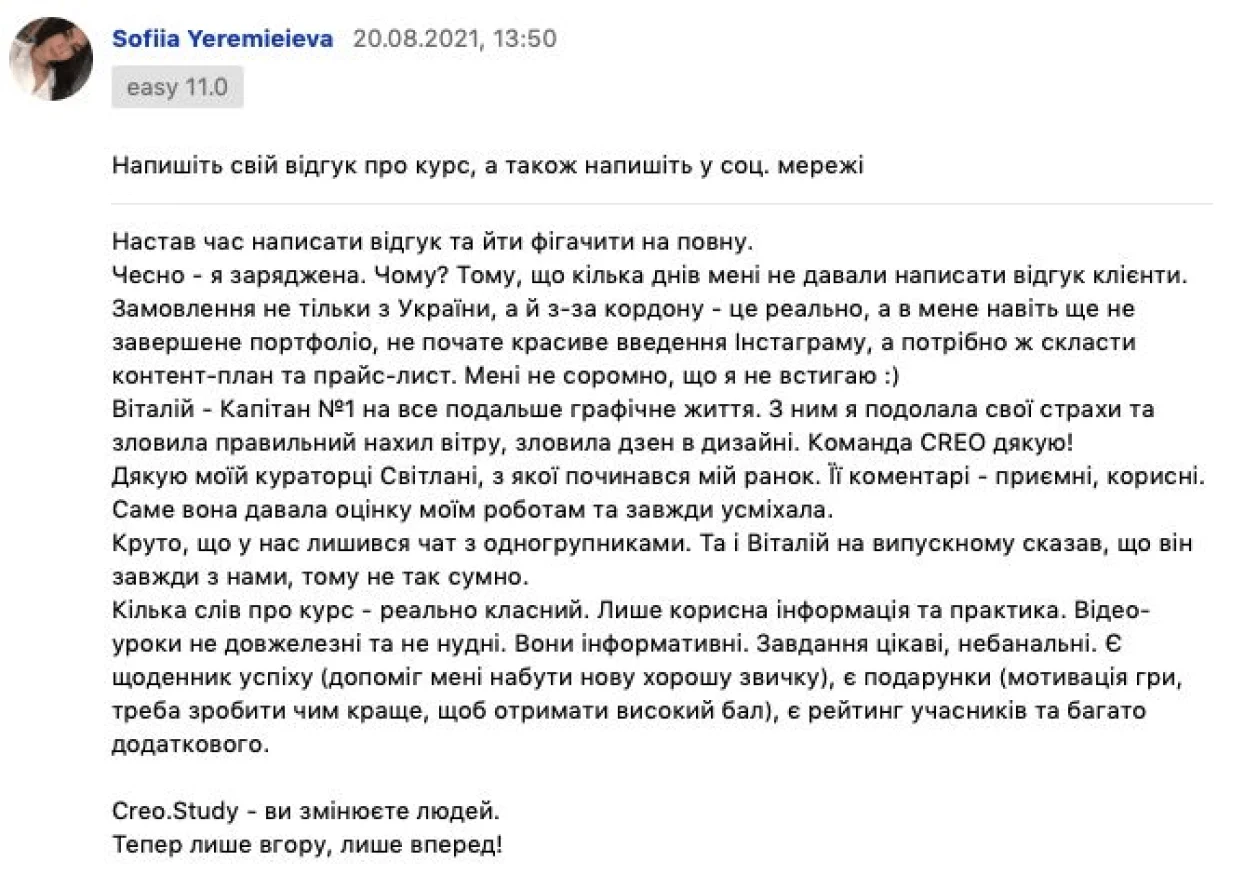 Sofiia Yeremieieva 20.08.2021, 13:50
easy 11.0
Напишіть свій відгук про курс, а також напишіть у соц. мережі
Настав час написати відгук та йти фігачити на повну.
Чесно - я заряджена. Чому? Тому, що кілька днів мені не давали написати відгук клієнти.
Замовлення не тільки з України, а й з-за кордону - це реально, а в мене навіть ще не
завершене портфоліо, не почате красиве введення Інстаграму, а потрібно ж скласти
контент-план та прайс-лист. Мені не соромно, що я не встигаю :)
Віталій - Капітан №1 на все подальше графічне життя. З ним я подолала свої страхи та
зловила правильний нахил вітру, зловила дзен в дизайні. Команда CREO дякую!
Дякую моїй кураторці Світлані, з якої починався мій ранок. Її коментарі - приємні, корисні.
Саме вона давала оцінку моїм роботам та завжди усміхала.
Круто, що у нас лишився чат з одногрупниками. Та і Віталій на випускному сказав, що він
завжди з нами, тому не так сумно.
Кілька слів про курс - реально класний. Лише корисна інформація та практика. Відео-
уроки не довжелезні та не нудні. Вони інформативні. Завдання цікаві, небанальні. Є
щоденник успіху (допоміг мені набути нову хорошу звичку), є подарунки (мотивація гри,
треба зробити чим краще, щоб отримати високий бал), є рейтинг учасників та багато
додаткового.
Creo.Study - ви змінюєте людей.
Тепер лише вгору, лише вперед!